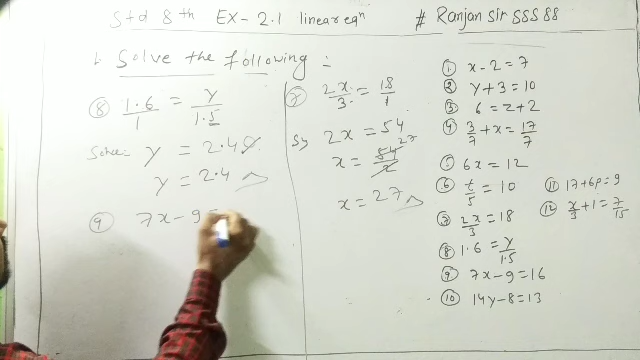 Std 8th EX-2.1 linear eqn # Ranjan Sir SSS 88
1. Solve the following :
⑧ 1.6/1 = y/1.5
y = 2.40
y = 2.4
⑨ 7x - 9 =
⑦ 2x/3 = 18/1
2x = 54
x = 54/2 27
x = 27
① x - 2 = 7
② y + 3 = 10
③ 6 = z + 2
④ 3/7 + x = 17/7
⑤ 6x = 12
⑥ t/5 = 10
⑦ 2x/3 = 18
⑧ 1.6 = y/1.5
⑨ 7x - 9 = 16
⑩ 14y - 8 = 13
⑪ 17 + 6p = 9
⑫ x/3 + 1 = 7/15